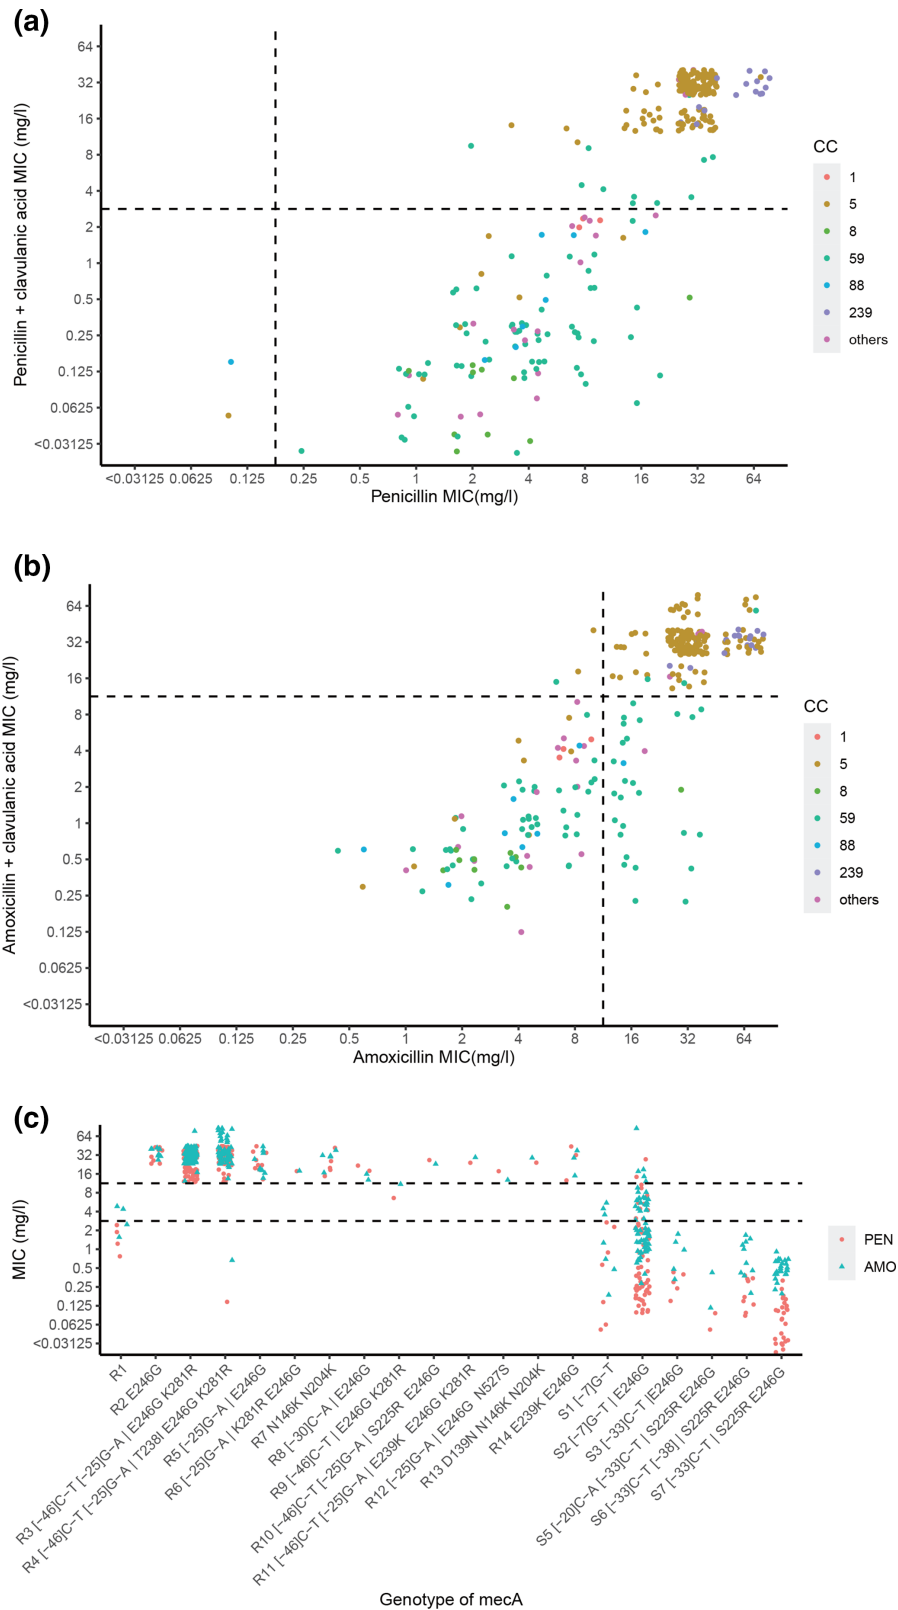 (a)
Penicillin + clavulanic acid MIC (mg/l)
64
32
16
8
4
2
1
0.5
0.25
0.125
0.0625
<0.03125
<0.03125 0.0625 0.125 0.25 0.5 1 2 4 8 16 32 64
Penicillin MIC(mg/l)
CC
1
5
8
59
88
239
others
(b)
Amoxicillin + clavulanic acid MIC (mg/l)
64
32
16
8
4
2
1
0.5
0.25
0.125
0.0625
<0.03125
<0.03125 0.0625 0.125 0.25 0.5 1 2 4 8 16 32 64
Amoxicillin MIC(mg/l)
CC
1
5
8
59
88
239
others
(c)
MIC (mg/l)
64
32
16
8
4
2
1
0.5
0.25
0.125
0.0625
<0.03125
PEN
AMO
R1
R2 E246G
R3 [−46]C−T [−25]G−A | E246G K281R
R4 [−46]C−T [−25]G−A | T238I E246G K281R
R5 [−25]G−A | E246G
R6 [−25]G−A | K281R E246G
R7 N146K N204K
R8 [−30]C−A | E246G
R9 [−46]C−T | E246G K281R
R10 [−46]C−T [−25]G−A | S225R E246G
R11 [−46]C−T [−25]G−A | E239K E246G K281R
R12 [−25]G−A | E246G N527S
R13 D139N N146K N204K
R14 E239K E246G
S1 [−7]G−T
S2 [−7]G−T | E246G
S3 [−33]C−T |E246G
S5 [−20]C−A [−33]C−T | S225R E246G
S6 [−33]C−T [−38] | S225R E246G
S7 [−33]C−T | S225R E246G
Genotype of mecA